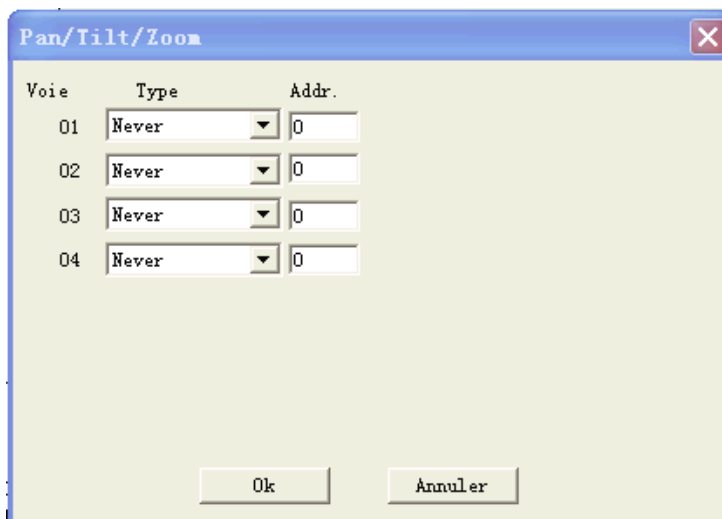 Pan/Tilt/Zoom
Voie Type Addr.
01 Never 0
02 Never 0
03 Never 0
04 Never 0
Ok Annuler